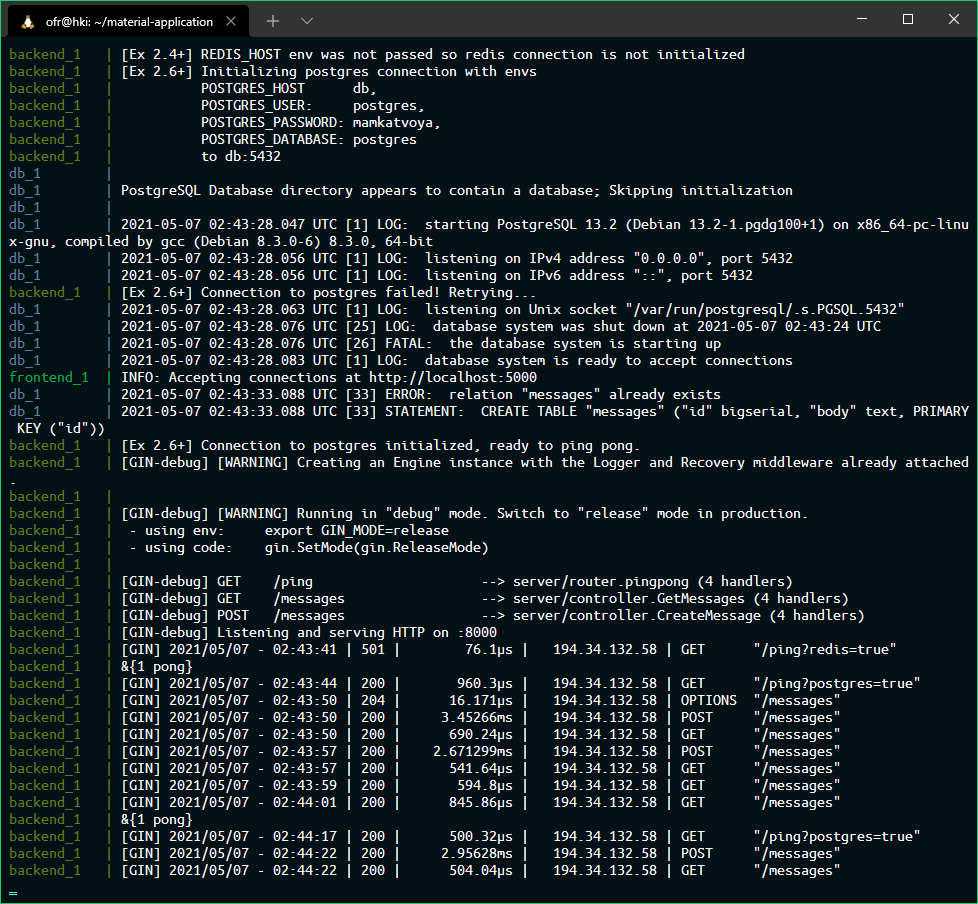 ofr@hki: ~/material-application
backend_1   | [Ex 2.4+] REDIS_HOST env was not passed so redis connection is not initialized
backend_1   | [Ex 2.6+] Initializing postgres connection with envs
backend_1   |           POSTGRES_HOST      db,
backend_1   |           POSTGRES_USER:     postgres,
backend_1   |           POSTGRES_PASSWORD: mamkatvoya,
backend_1   |           POSTGRES_DATABASE: postgres
backend_1   |           to db:5432
db_1        |
db_1        | PostgreSQL Database directory appears to contain a database; Skipping initialization
db_1        |
db_1        | 2021-05-07 02:43:28.047 UTC [1] LOG:  starting PostgreSQL 13.2 (Debian 13.2-1.pgdg100+1) on x86_64-pc-linu
x-gnu, compiled by gcc (Debian 8.3.0-6) 8.3.0, 64-bit
db_1        | 2021-05-07 02:43:28.056 UTC [1] LOG:  listening on IPv4 address "0.0.0.0", port 5432
db_1        | 2021-05-07 02:43:28.056 UTC [1] LOG:  listening on IPv6 address "::", port 5432
backend_1   | [Ex 2.6+] Connection to postgres failed! Retrying...
db_1        | 2021-05-07 02:43:28.063 UTC [1] LOG:  listening on Unix socket "/var/run/postgresql/.s.PGSQL.5432"
db_1        | 2021-05-07 02:43:28.076 UTC [25] LOG:  database system was shut down at 2021-05-07 02:43:24 UTC
db_1        | 2021-05-07 02:43:28.076 UTC [26] FATAL:  the database system is starting up
db_1        | 2021-05-07 02:43:28.083 UTC [1] LOG:  database system is ready to accept connections
frontend_1  | INFO: Accepting connections at http://localhost:5000
db_1        | 2021-05-07 02:43:33.088 UTC [33] ERROR:  relation "messages" already exists
db_1        | 2021-05-07 02:43:33.088 UTC [33] STATEMENT:  CREATE TABLE "messages" ("id" bigserial, "body" text, PRIMARY
 KEY ("id"))
backend_1   | [Ex 2.6+] Connection to postgres initialized, ready to ping pong.
backend_1   | [GIN-debug] [WARNING] Creating an Engine instance with the Logger and Recovery middleware already attached
.
backend_1   |
backend_1   | [GIN-debug] [WARNING] Running in "debug" mode. Switch to "release" mode in production.
backend_1   |  - using env:     export GIN_MODE=release
backend_1   |  - using code:    gin.SetMode(gin.ReleaseMode)
backend_1   |
backend_1   | [GIN-debug] GET    /ping                     --> server/router.pingpong (4 handlers)
backend_1   | [GIN-debug] GET    /messages                 --> server/controller.GetMessages (4 handlers)
backend_1   | [GIN-debug] POST   /messages                 --> server/controller.CreateMessage (4 handlers)
backend_1   | [GIN-debug] Listening and serving HTTP on :8000
backend_1   | [GIN] 2021/05/07 - 02:43:41 | 501 |        76.1µs |   194.34.132.58 | GET      "/ping?redis=true"
backend_1   | &{1 pong}
backend_1   | [GIN] 2021/05/07 - 02:43:44 | 200 |       960.3µs |   194.34.132.58 | GET      "/ping?postgres=true"
backend_1   | [GIN] 2021/05/07 - 02:43:50 | 204 |      16.171µs |   194.34.132.58 | OPTIONS  "/messages"
backend_1   | [GIN] 2021/05/07 - 02:43:50 | 200 |     3.45266ms |   194.34.132.58 | POST     "/messages"
backend_1   | [GIN] 2021/05/07 - 02:43:50 | 200 |      690.24µs |   194.34.132.58 | GET      "/messages"
backend_1   | [GIN] 2021/05/07 - 02:43:57 | 200 |    2.671299ms |   194.34.132.58 | POST     "/messages"
backend_1   | [GIN] 2021/05/07 - 02:43:57 | 200 |      541.64µs |   194.34.132.58 | GET      "/messages"
backend_1   | [GIN] 2021/05/07 - 02:43:59 | 200 |       594.8µs |   194.34.132.58 | GET      "/messages"
backend_1   | [GIN] 2021/05/07 - 02:44:01 | 200 |      845.86µs |   194.34.132.58 | GET      "/messages"
backend_1   | &{1 pong}
backend_1   | [GIN] 2021/05/07 - 02:44:17 | 200 |      500.32µs |   194.34.132.58 | GET      "/ping?postgres=true"
backend_1   | [GIN] 2021/05/07 - 02:44:22 | 200 |     2.95628ms |   194.34.132.58 | POST     "/messages"
backend_1   | [GIN] 2021/05/07 - 02:44:22 | 200 |      504.04µs |   194.34.132.58 | GET      "/messages"